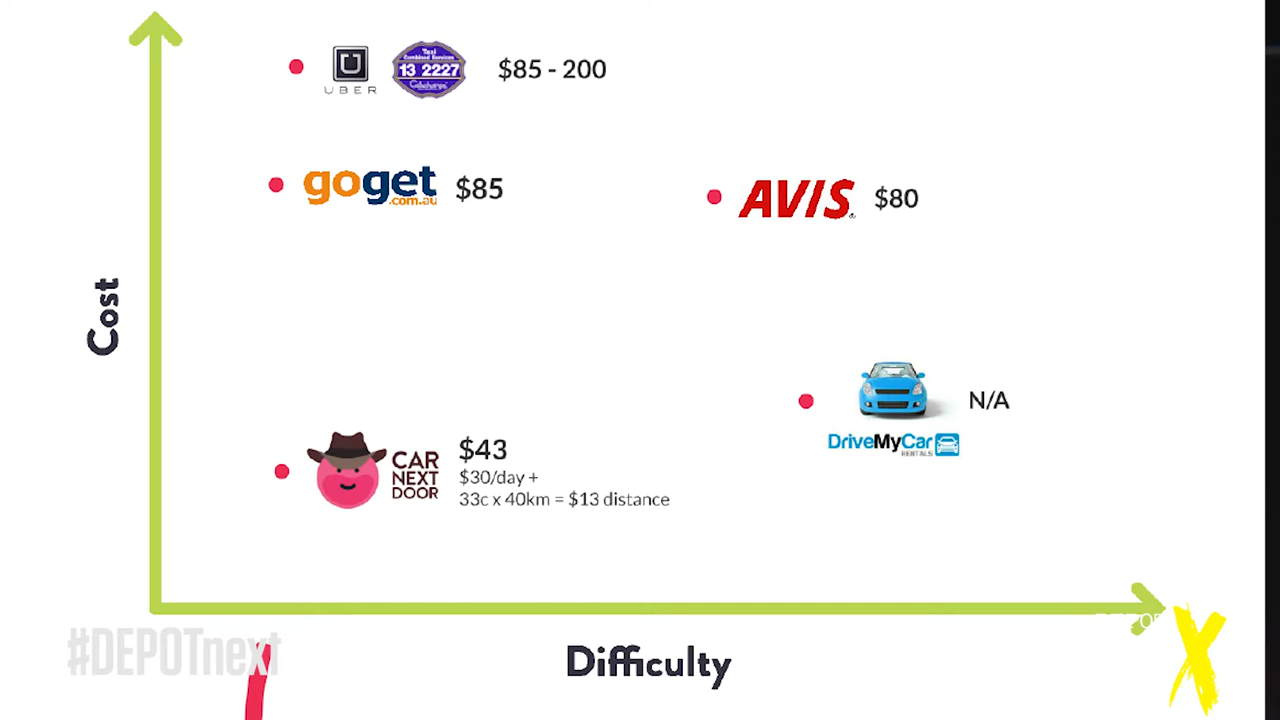 UBER
Taxi
Combined Services
13 2227
Cabcharge
$85 - 200
goget
.com.au
$85
AVIS
$80
Cost
N/A
DriveMyCar
RENTALS
CAR
NEXT
DOOR
$43
$30/day +
33c x 40km = $13 distance
#DEPOTnext
Difficulty
X